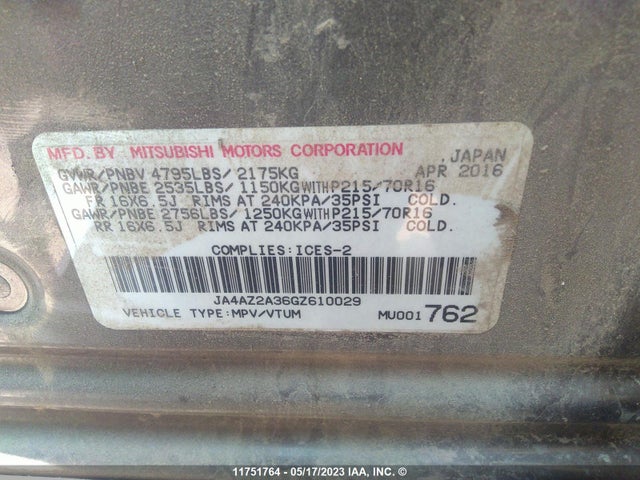 MFD. BY MITSUBISHI MOTORS CORPORATION JAPAN
GVWR/PNBV 4795LBS/2175KG APR 2016
GAWR/PNBE 2535LBS/1150KG WITH P215/70R16
FR 16X6.5J RIMS AT 240KPA/35PSI COLD.
GAWR/PNBE 2756LBS/1250KG WITH P215/70R16
RR 16X6.5J RIMS AT 240KPA/35PSI COLD.
COMPLIES:ICES-2
JA4AZ2A36GZ610029
VEHICLE TYPE:MPV/VTUM MU001 762
11751764 - 05/17/2023 IAA, INC. ©